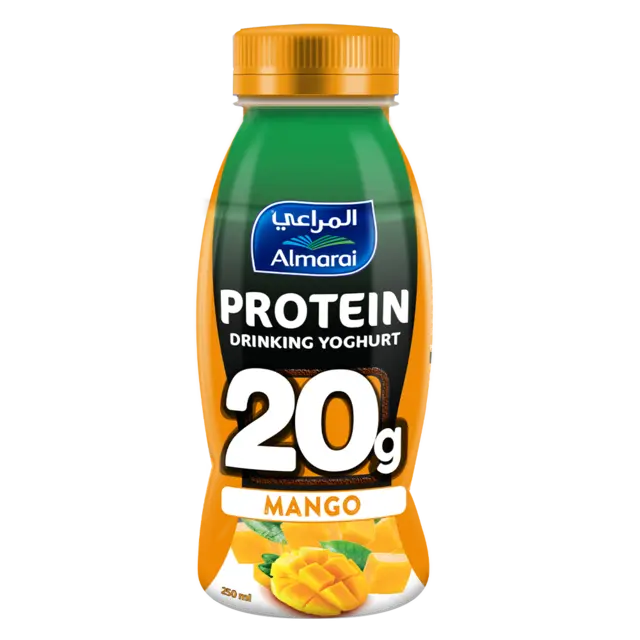 المراعي
Almarai
PROTEIN
DRINKING YOGHURT
20g
MANGO
250 ml